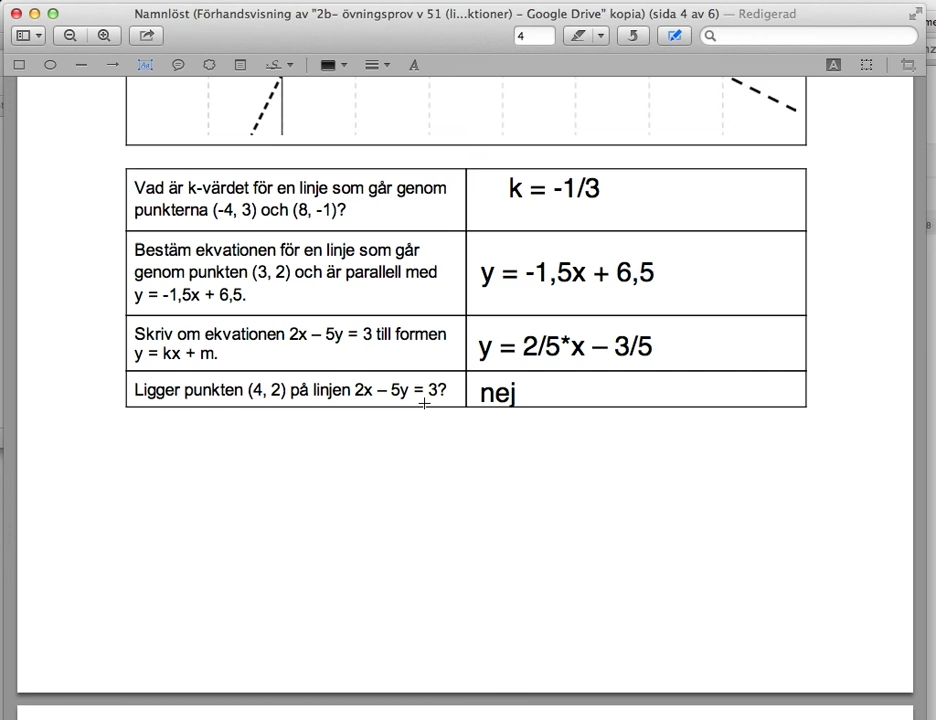 Namnlöst (Förhandsvisning av "2b– övningsprov v 51 (li...ktioner) – Google Drive" kopia) (sida 4 av 6) — Redigerad
4
Vad är k-värdet för en linje som går genom
punkterna (-4, 3) och (8, -1)?
k = -1/3
Bestäm ekvationen för en linje som går
genom punkten (3, 2) och är parallell med
y = -1,5x + 6,5.
y = -1,5x + 6,5
Skriv om ekvationen 2x – 5y = 3 till formen
y = kx + m.
y = 2/5*x – 3/5
Ligger punkten (4, 2) på linjen 2x – 5y = 3?
nej